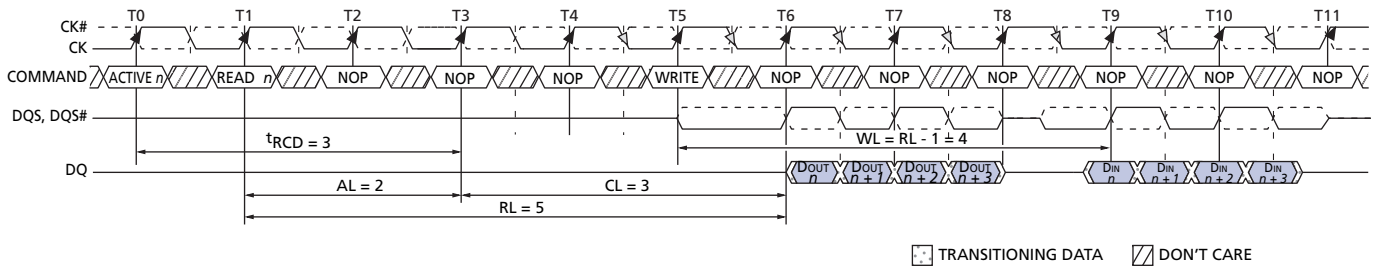 T0 T1 T2 T3 T4 T5 T6 T7 T8 T9 T10 T11
CK#
CK
COMMAND ACTIVE n READ n NOP NOP NOP WRITE NOP NOP NOP NOP NOP NOP
DQS, DQS#
tRCD = 3 WL = RL - 1 = 4
DQ DOUT n DOUT n + 1 DOUT n + 2 DOUT n + 3 DIN n DIN n + 1 DIN n + 2 DIN n + 3
AL = 2 CL = 3
RL = 5
TRANSITIONING DATA DON'T CARE